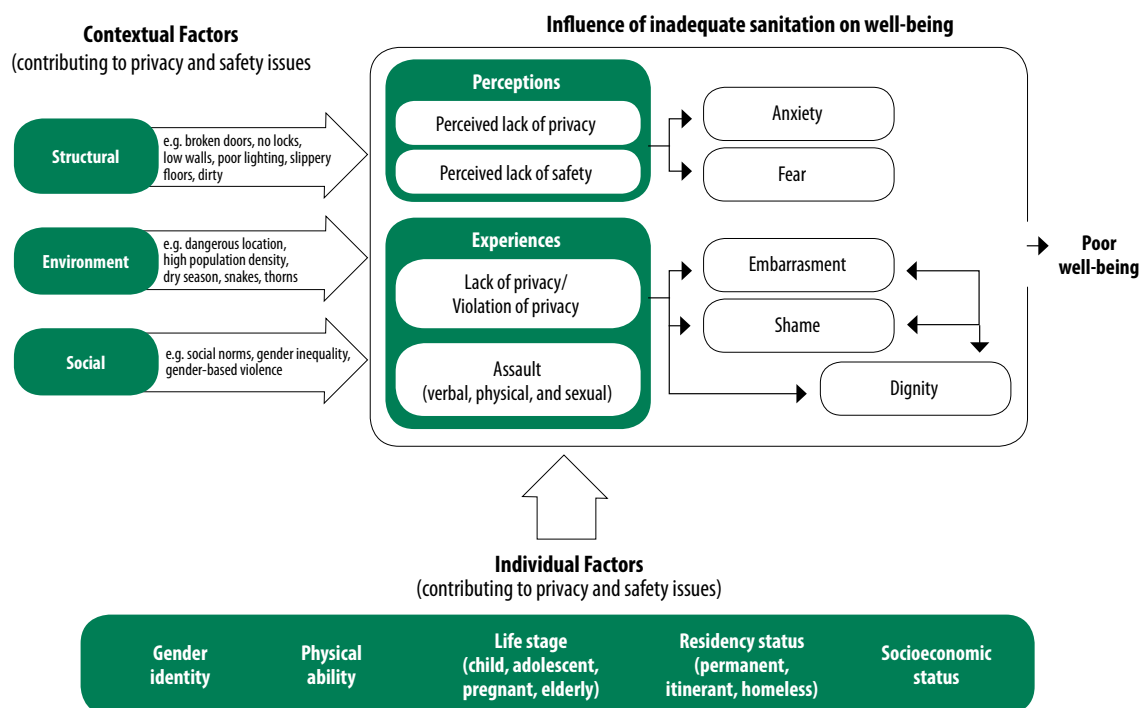 Contextual Factors
(contributing to privacy and safety issues
Structural
e.g. broken doors, no locks,
low walls, poor lighting, slippery
floors, dirty
Environment
e.g. dangerous location,
high population density,
dry season, snakes, thorns
Social
e.g. social norms, gender inequality,
gender-based violence
Influence of inadequate sanitation on well-being
Perceptions
Perceived lack of privacy
Perceived lack of safety
Anxiety
Fear
Experiences
Lack of privacy/
Violation of privacy
Assault
(verbal, physical, and sexual)
Embarrasment
Shame
Dignity
Poor
well-being
Individual Factors
(contributing to privacy and safety issues)
Gender
identity
Physical
ability
Life stage
(child, adolescent,
pregnant, elderly)
Residency status
(permanent,
itinerant, homeless)
Socioeconomic
status